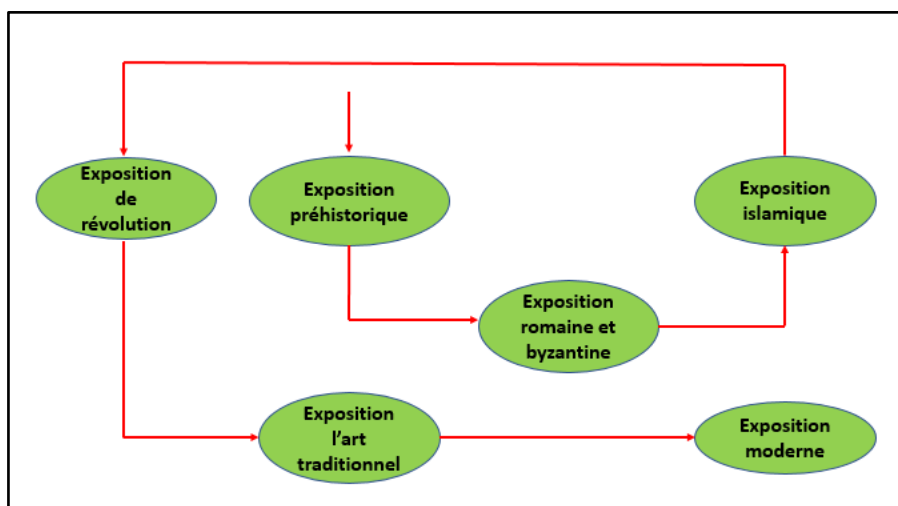 Exposition
de
révolution
Exposition
préhistorique
Exposition
islamique
Exposition
romaine et
byzantine
Exposition
l'art
traditionnel
Exposition
moderne